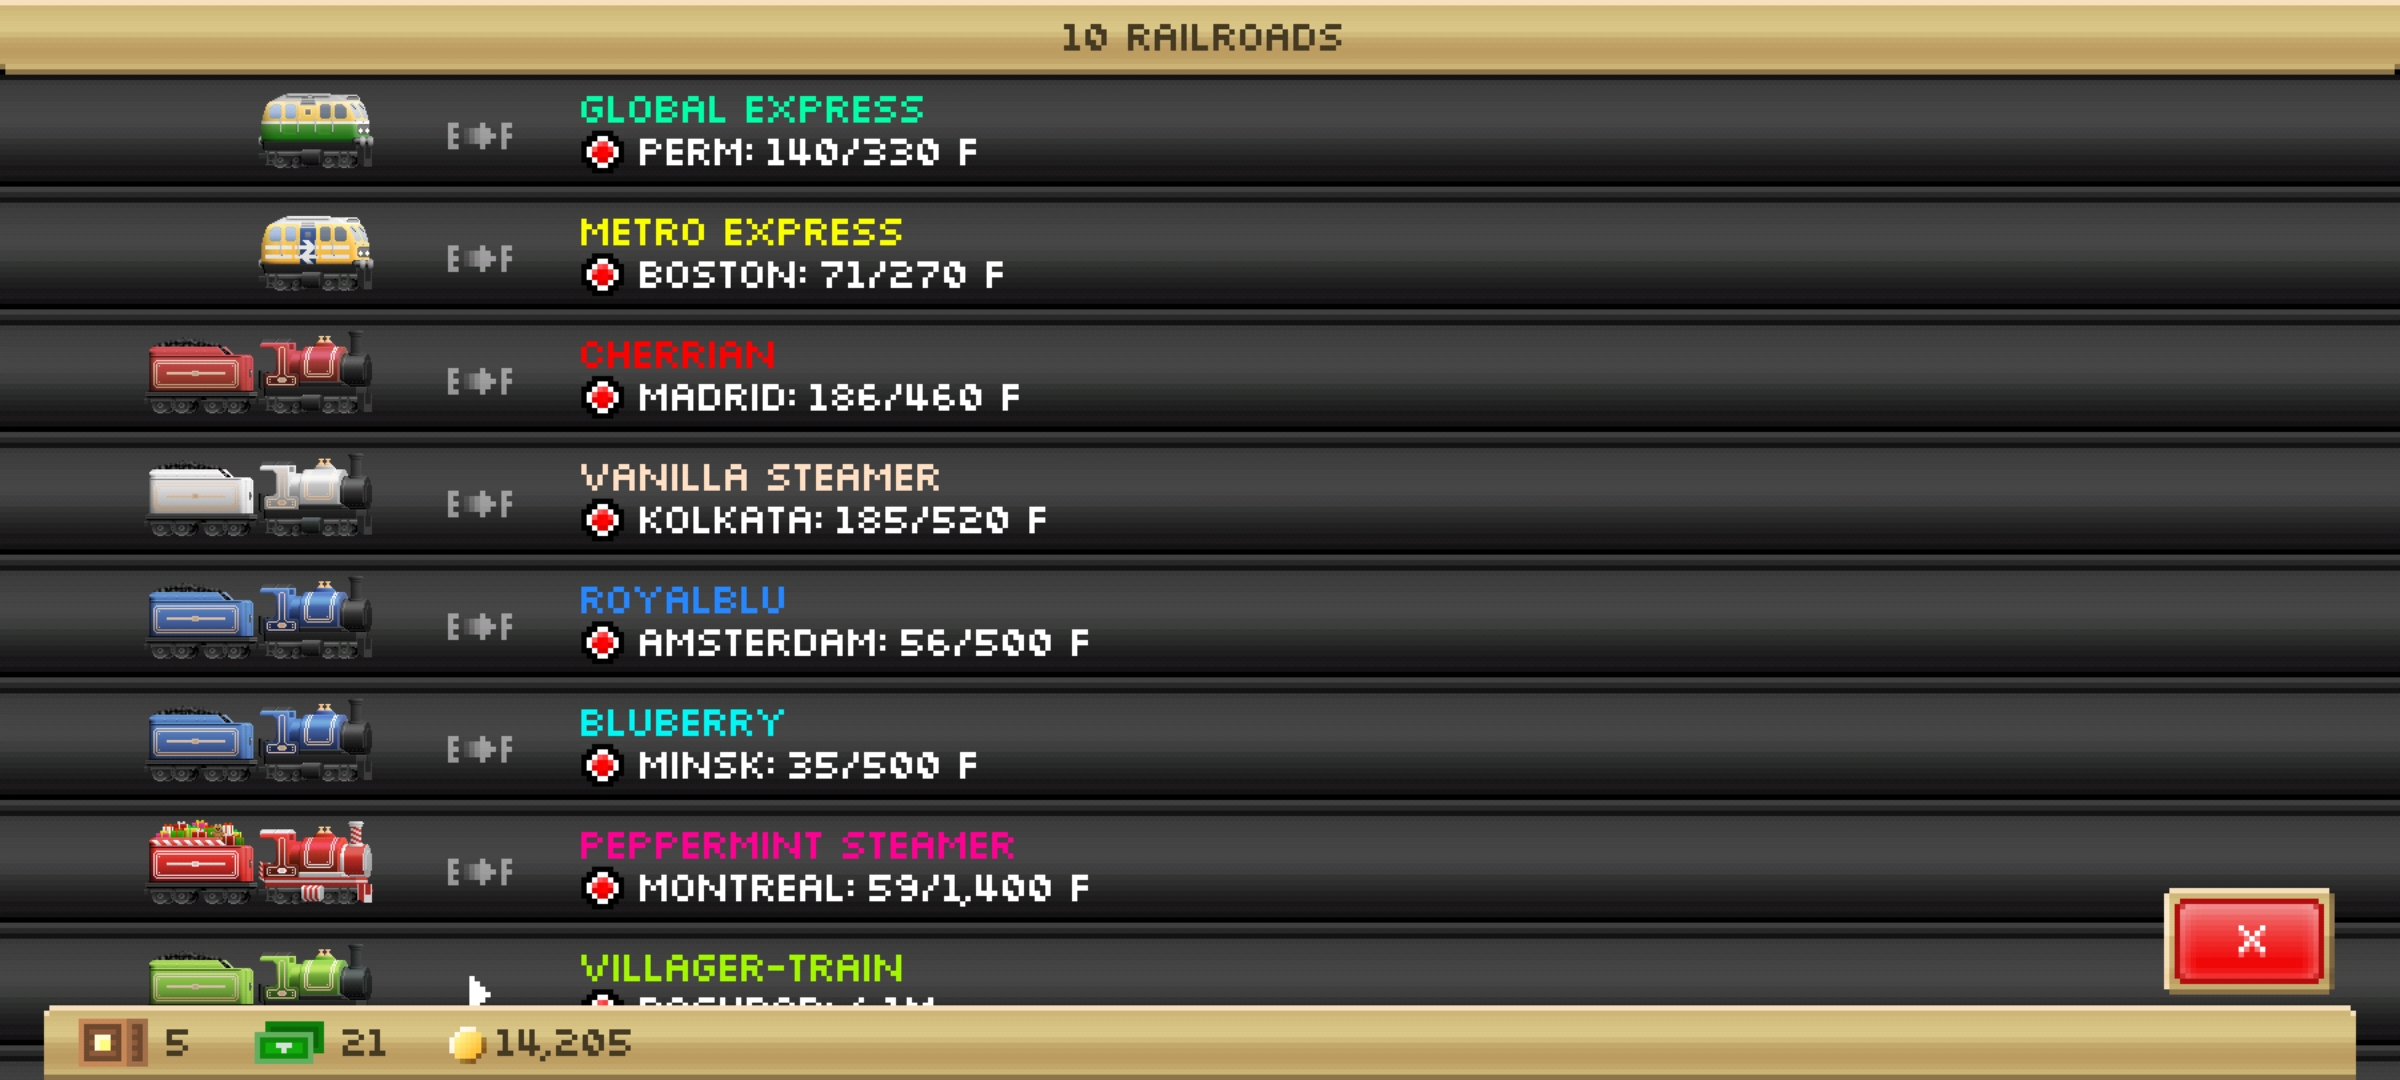 10 RAILROADS
GLOBAL EXPRESS
E F
PERM: 140/330 F
METRO EXPRESS
E F
BOSTON: 71/270 F
CHERRIAN
E F
MADRID: 186/460 F
VANILLA STEAMER
E F
KOLKATA: 185/520 F
ROYALBLU
E F
AMSTERDAM: 56/500 F
BLUBERRY
E F
MINSK: 35/500 F
PEPPERMINT STEAMER
E F
MONTREAL: 59/1,400 F
X
VILLAGER-TRAIN
5 21 14,205